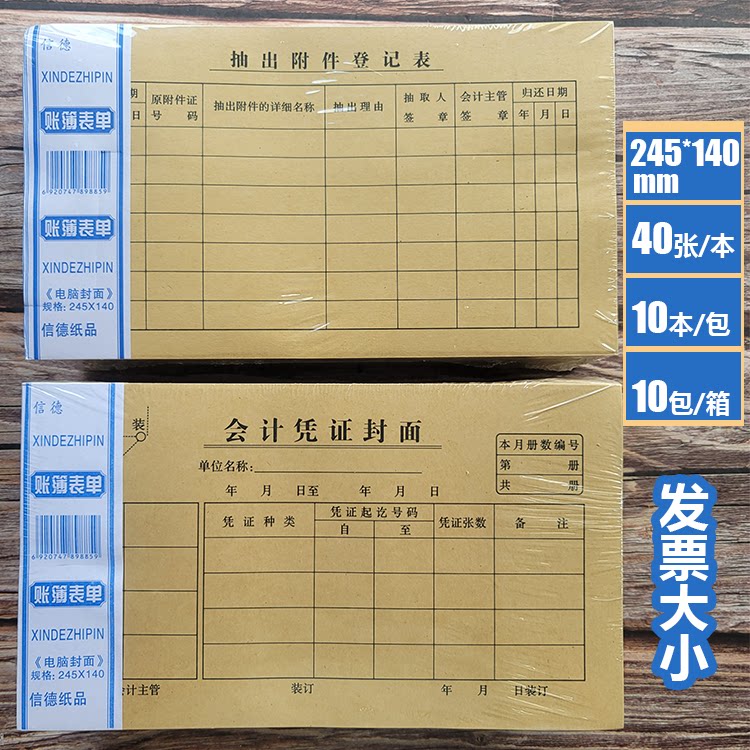 信德
XINDEZHIPIN
账簿表单
6 920747 898859
账簿表单
XINDEZHIPIN
《电脑封面》
规格: 245X140
信德纸品
抽出附件登记表
期 原附件证 抽出附件的详细名称 抽出理由 抽取人 会计主管 归还日期
日 号码 签章 签章 年 月 日
245*140
mm
40张/本
10本/包
10包/箱
发票大小
信德
XINDEZHIPIN
账簿表单
6 920747 898859
账簿表单
XINDEZHIPIN
《电脑封面》
规格: 245X140
信德纸品
装
会计凭证封面
单位名称:
年 月 日至 年 月 日
本月册数编号
第 册
共 册
凭证种类 凭证起讫号码 凭证张数 备注
自 至
会计主管 装订 年 月 日装订